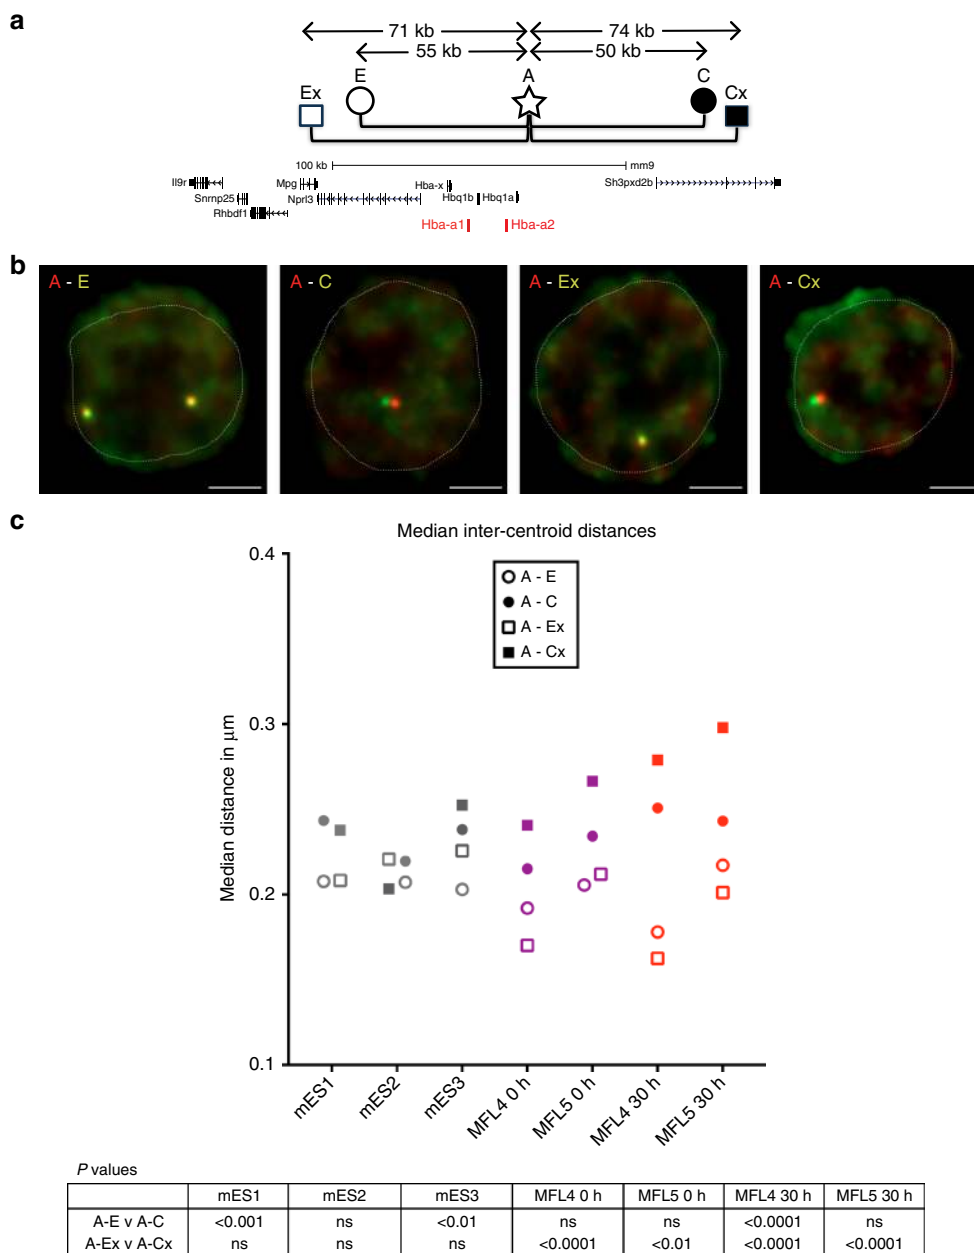 a
71 kb 74 kb
55 kb 50 kb
E A C
Ex Cx
100 kb mm9
Il9r Mpg Hba-x Sh3pxd2b
Snrnp25 Nprl3 Hbq1b Hbq1a
Rhbdf1
Hba-a1 Hba-a2
b
A - E A - C A - Ex A - Cx
c
Median inter-centroid distances
A - E
A - C
A - Ex
A - Cx
Median distance in μm
0.4
0.3
0.2
0.1
mES1 mES2 mES3 MFL4 0 h MFL5 0 h MFL4 30 h MFL5 30 h
P values
mES1 mES2 mES3 MFL4 0 h MFL5 0 h MFL4 30 h MFL5 30 h
A-E v A-C <0.001 ns <0.01 ns ns <0.0001 ns
A-Ex v A-Cx ns ns ns <0.0001 <0.01 <0.0001 <0.0001